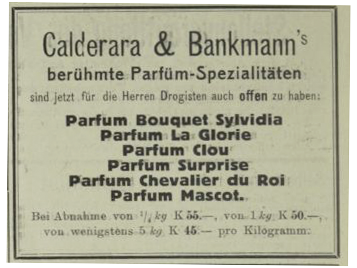 Calderara & Bankmann's
berühmte Parfüm-Spezialitäten
sind jetzt für die Herren Drogisten auch offen zu haben:
Parfum Bouquet Sylvidia
Parfum La Glorie
Parfum Clou
Parfum Surprise
Parfum Chevalier du Roi
Parfum Mascot.
Bei Abnahme von ¹/₄ kg K 55.—, von 1 kg K 50.—,
von wenigstens 5 kg K 45.— pro Kilogramm.